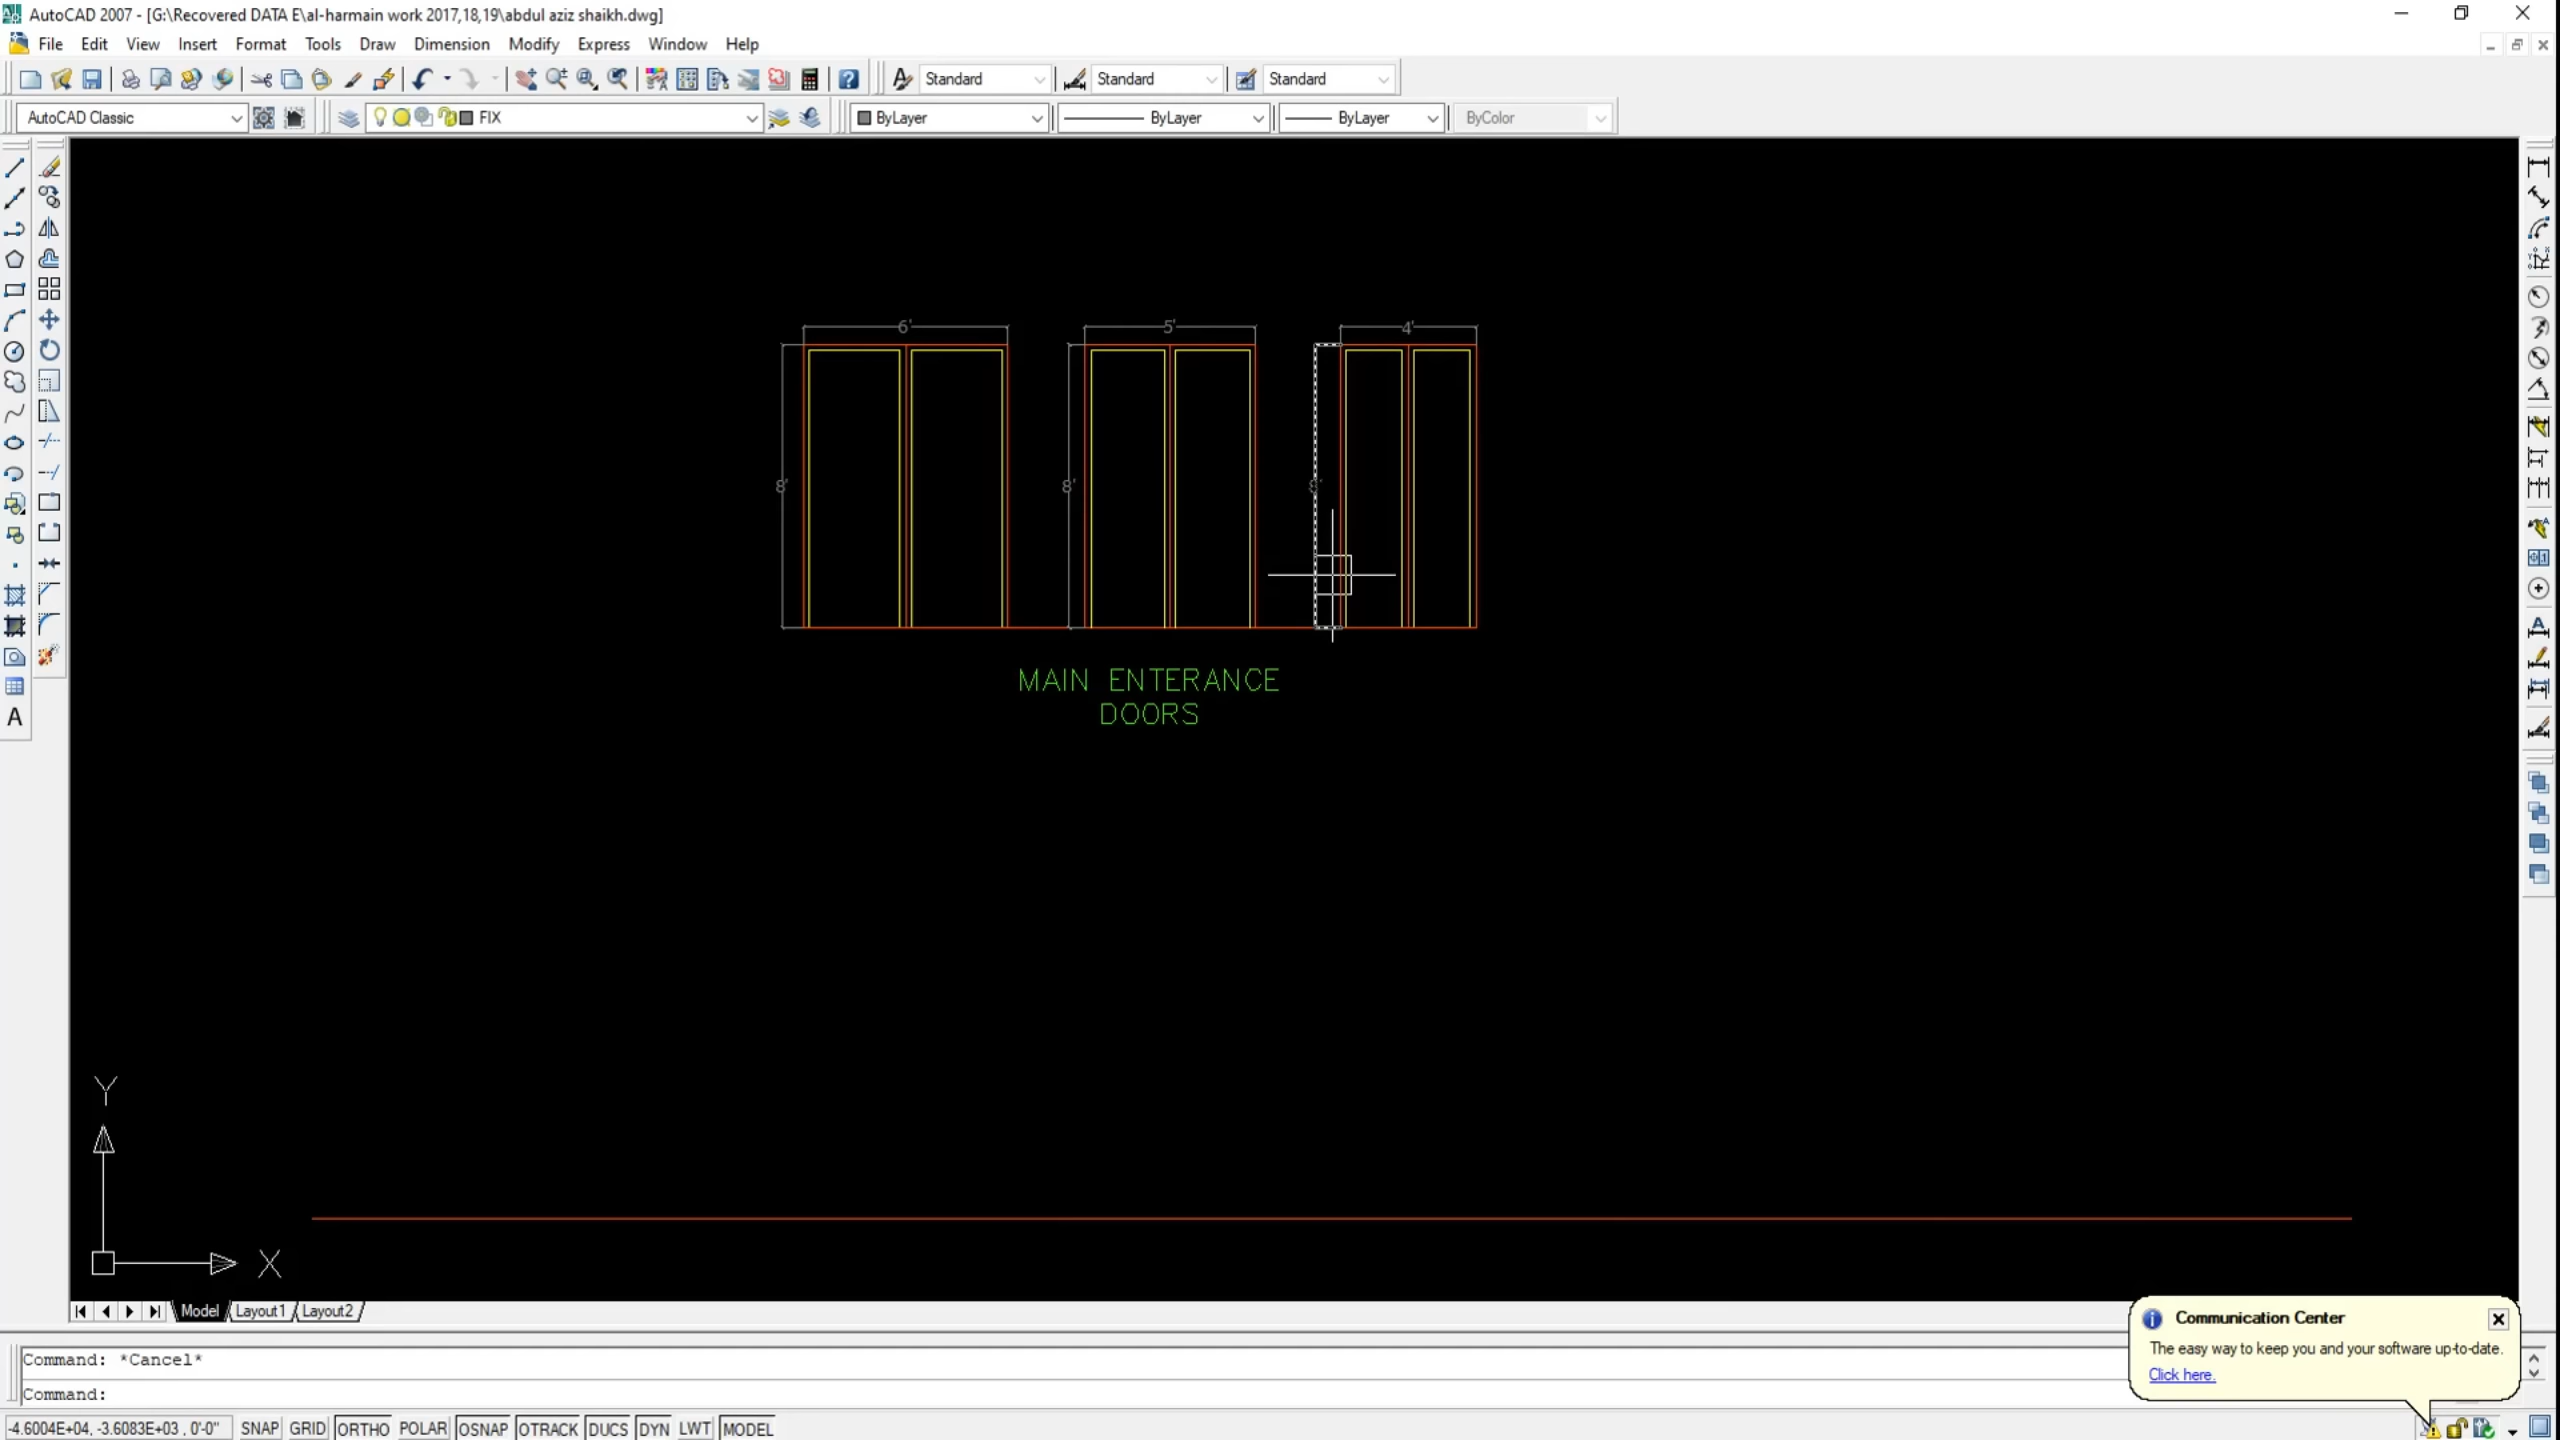 AutoCAD 2007 - [G:\Recovered DATA E\al-harmain work 2017,18,19\abdul aziz shaikh.dwg]
File Edit View Insert Format Tools Draw Dimension Modify Express Window Help
Standard Standard Standard
AutoCAD Classic FIX ByLayer ByLayer ByLayer ByColor
6' 5' 4'
8' 8' 8'
MAIN ENTERANCE
DOORS
Y
X
Model Layout1 Layout2
Communication Center
The easy way to keep you and your software up-to-date.
Click here.
Command: *Cancel*
Command:
-4.6004E+04, -3.6083E+03 , 0'-0" SNAP GRID ORTHO POLAR OSNAP OTRACK DUCS DYN LWT MODEL
A